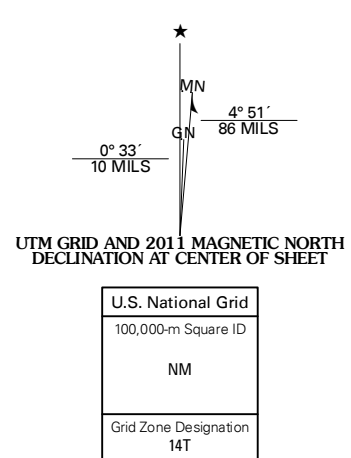 ★
MN
GN
4° 51´
86 MILS
0° 33´
10 MILS
UTM GRID AND 2011 MAGNETIC NORTH
DECLINATION AT CENTER OF SHEET
U.S. National Grid
100,000-m Square ID
NM
Grid Zone Designation
14T